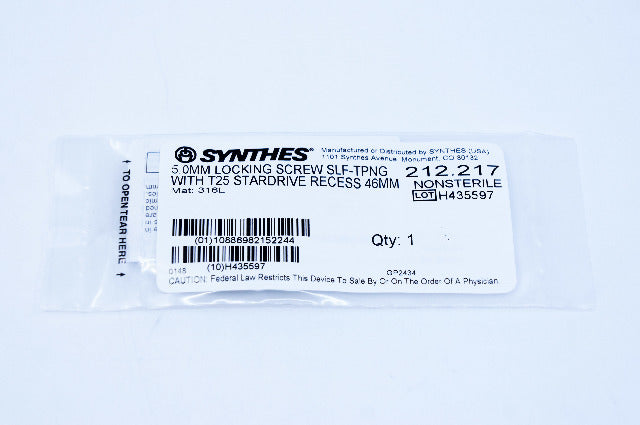 SYNTHES®
Manufactured or Distributed by SYNTHES (USA)
1101 Synthes Avenue, Monument, CO 80132
5.0MM LOCKING SCREW SLF-TPNG
WITH T25 STARDRIVE RECESS 46MM
Mat: 316L
212.217
NONSTERILE
LOT H435597
(01)10886982152244
Qty: 1
(10)H435597
0148
GP2434
CAUTION: Federal Law Restricts This Device To Sale By Or On The Order Of A Physician.
TO OPEN TEAR HERE